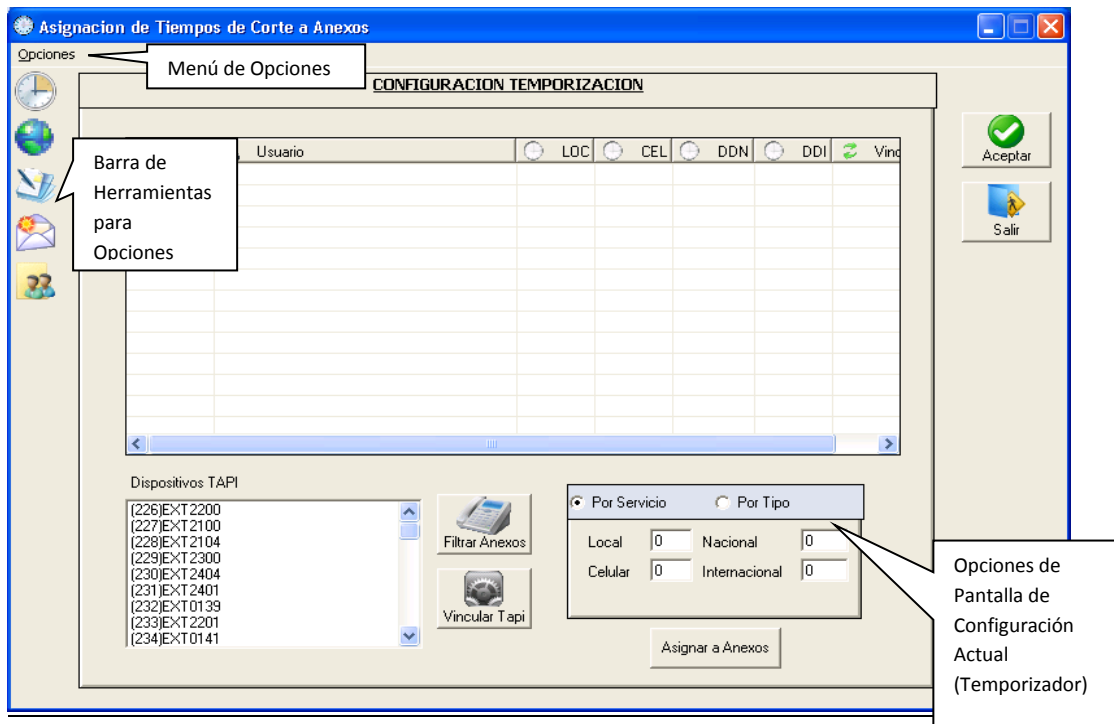 Asignacion de Tiempos de Corte a Anexos
Opciones
Menú de Opciones
CONFIGURACION TEMPORIZACION
Usuario LOC CEL DDN DDI Vinc
Aceptar
Barra de
Herramientas
para
Opciones
Salir
Dispositivos TAPI
(226)EXT2200
(227)EXT2100
(228)EXT2104
(229)EXT2300
(230)EXT2404
(231)EXT2401
(232)EXT0139
(233)EXT2201
(234)EXT0141
Filtrar Anexos
Vincular Tapi
Por Servicio Por Tipo
Local 0 Nacional 0
Celular 0 Internacional 0
Asignar a Anexos
Opciones de
Pantalla de
Configuración
Actual
(Temporizador)